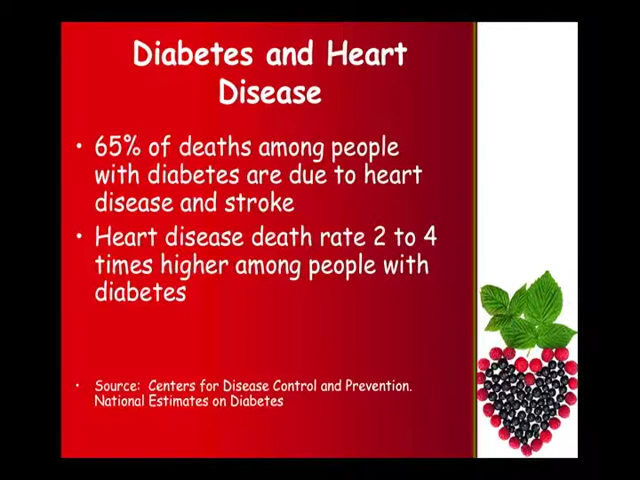 Diabetes and Heart
Disease
• 65% of deaths among people
with diabetes are due to heart
disease and stroke
• Heart disease death rate 2 to 4
times higher among people with
diabetes
• Source: Centers for Disease Control and Prevention.
National Estimates on Diabetes